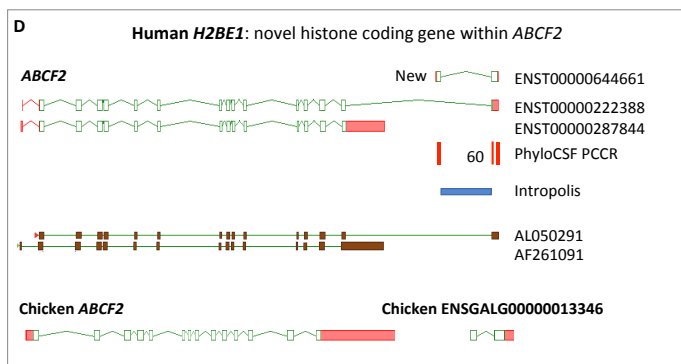 D
Human H2BE1: novel histone coding gene within ABCF2
ABCF2
New
ENST00000644661
ENST00000222388
ENST00000287844
60
PhyloCSF PCCR
Intropolis
AL050291
AF261091
Chicken ABCF2
Chicken ENSGALG00000013346